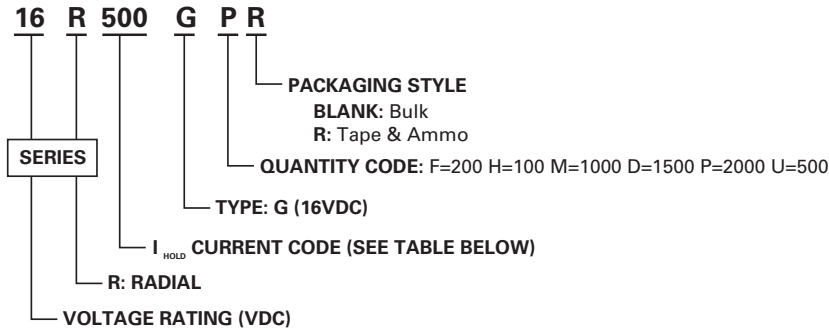 16 R 500 G P R
PACKAGING STYLE
BLANK: Bulk
R: Tape & Ammo
SERIES
QUANTITY CODE: F=200 H=100 M=1000 D=1500 P=2000 U=500
TYPE: G (16VDC)
I HOLD CURRENT CODE (SEE TABLE BELOW)
R: RADIAL
VOLTAGE RATING (VDC)